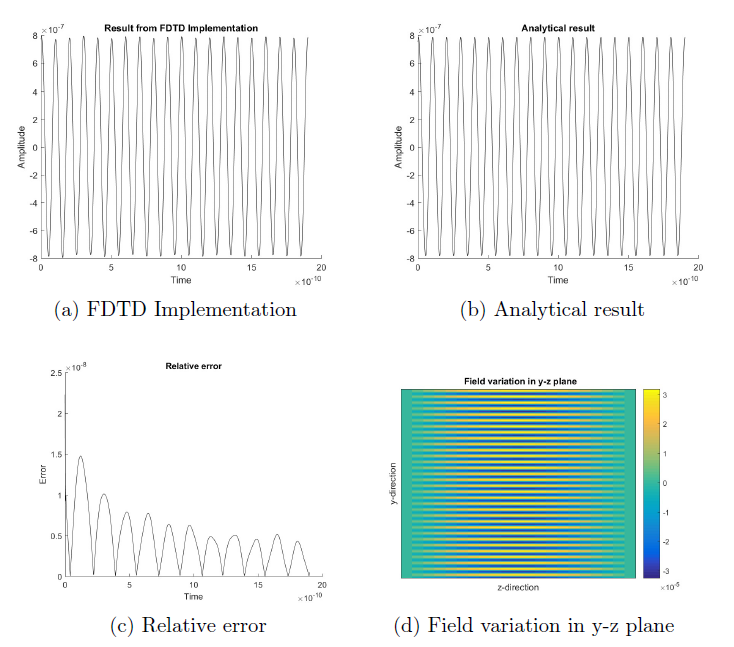 Result from FDTD Implementation
×10⁻⁷
8
6
4
2
0
-2
-4
-6
-8
Amplitude
0 5 10 15 20
Time
×10⁻¹⁰
(a) FDTD Implementation
Analytical result
×10⁻⁷
8
6
4
2
0
-2
-4
-6
-8
Amplitude
0 5 10 15 20
Time
×10⁻¹⁰
(b) Analytical result
Relative error
×10⁻⁸
2.5
2
1.5
1
0.5
0
Error
0 5 10 15 20
Time
×10⁻¹⁰
(c) Relative error
Field variation in y-z plane
y-direction
z-direction
3
2
1
0
-1
-2
-3
×10⁻⁵
(d) Field variation in y-z plane